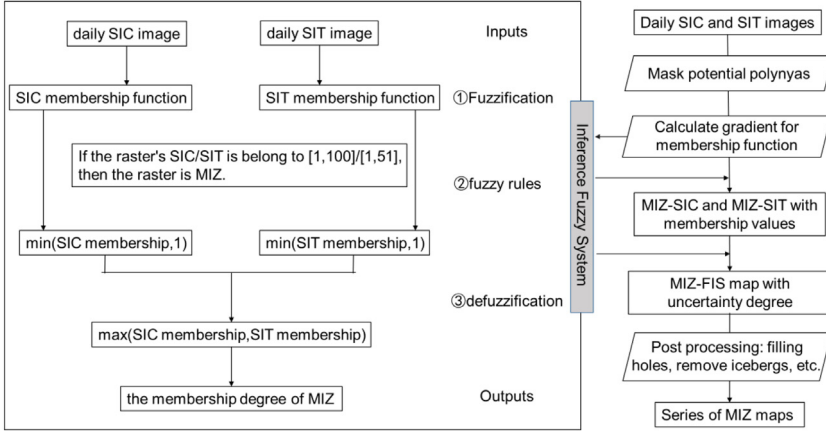 daily SIC image
daily SIT image
Inputs
SIC membership function
SIT membership function
①Fuzzification
If the raster's SIC/SIT is belong to [1,100]/[1,51],
then the raster is MIZ.
②fuzzy rules
min(SIC membership,1)
min(SIT membership,1)
③defuzzification
max(SIC membership,SIT membership)
the membership degree of MIZ
Outputs
Inference Fuzzy System
Daily SIC and SIT images
Mask potential polynyas
Calculate gradient for
membership function
MIZ-SIC and MIZ-SIT with
membership values
MIZ-FIS map with
uncertainty degree
Post processing: filling
holes, remove icebergs, etc.
Series of MIZ maps